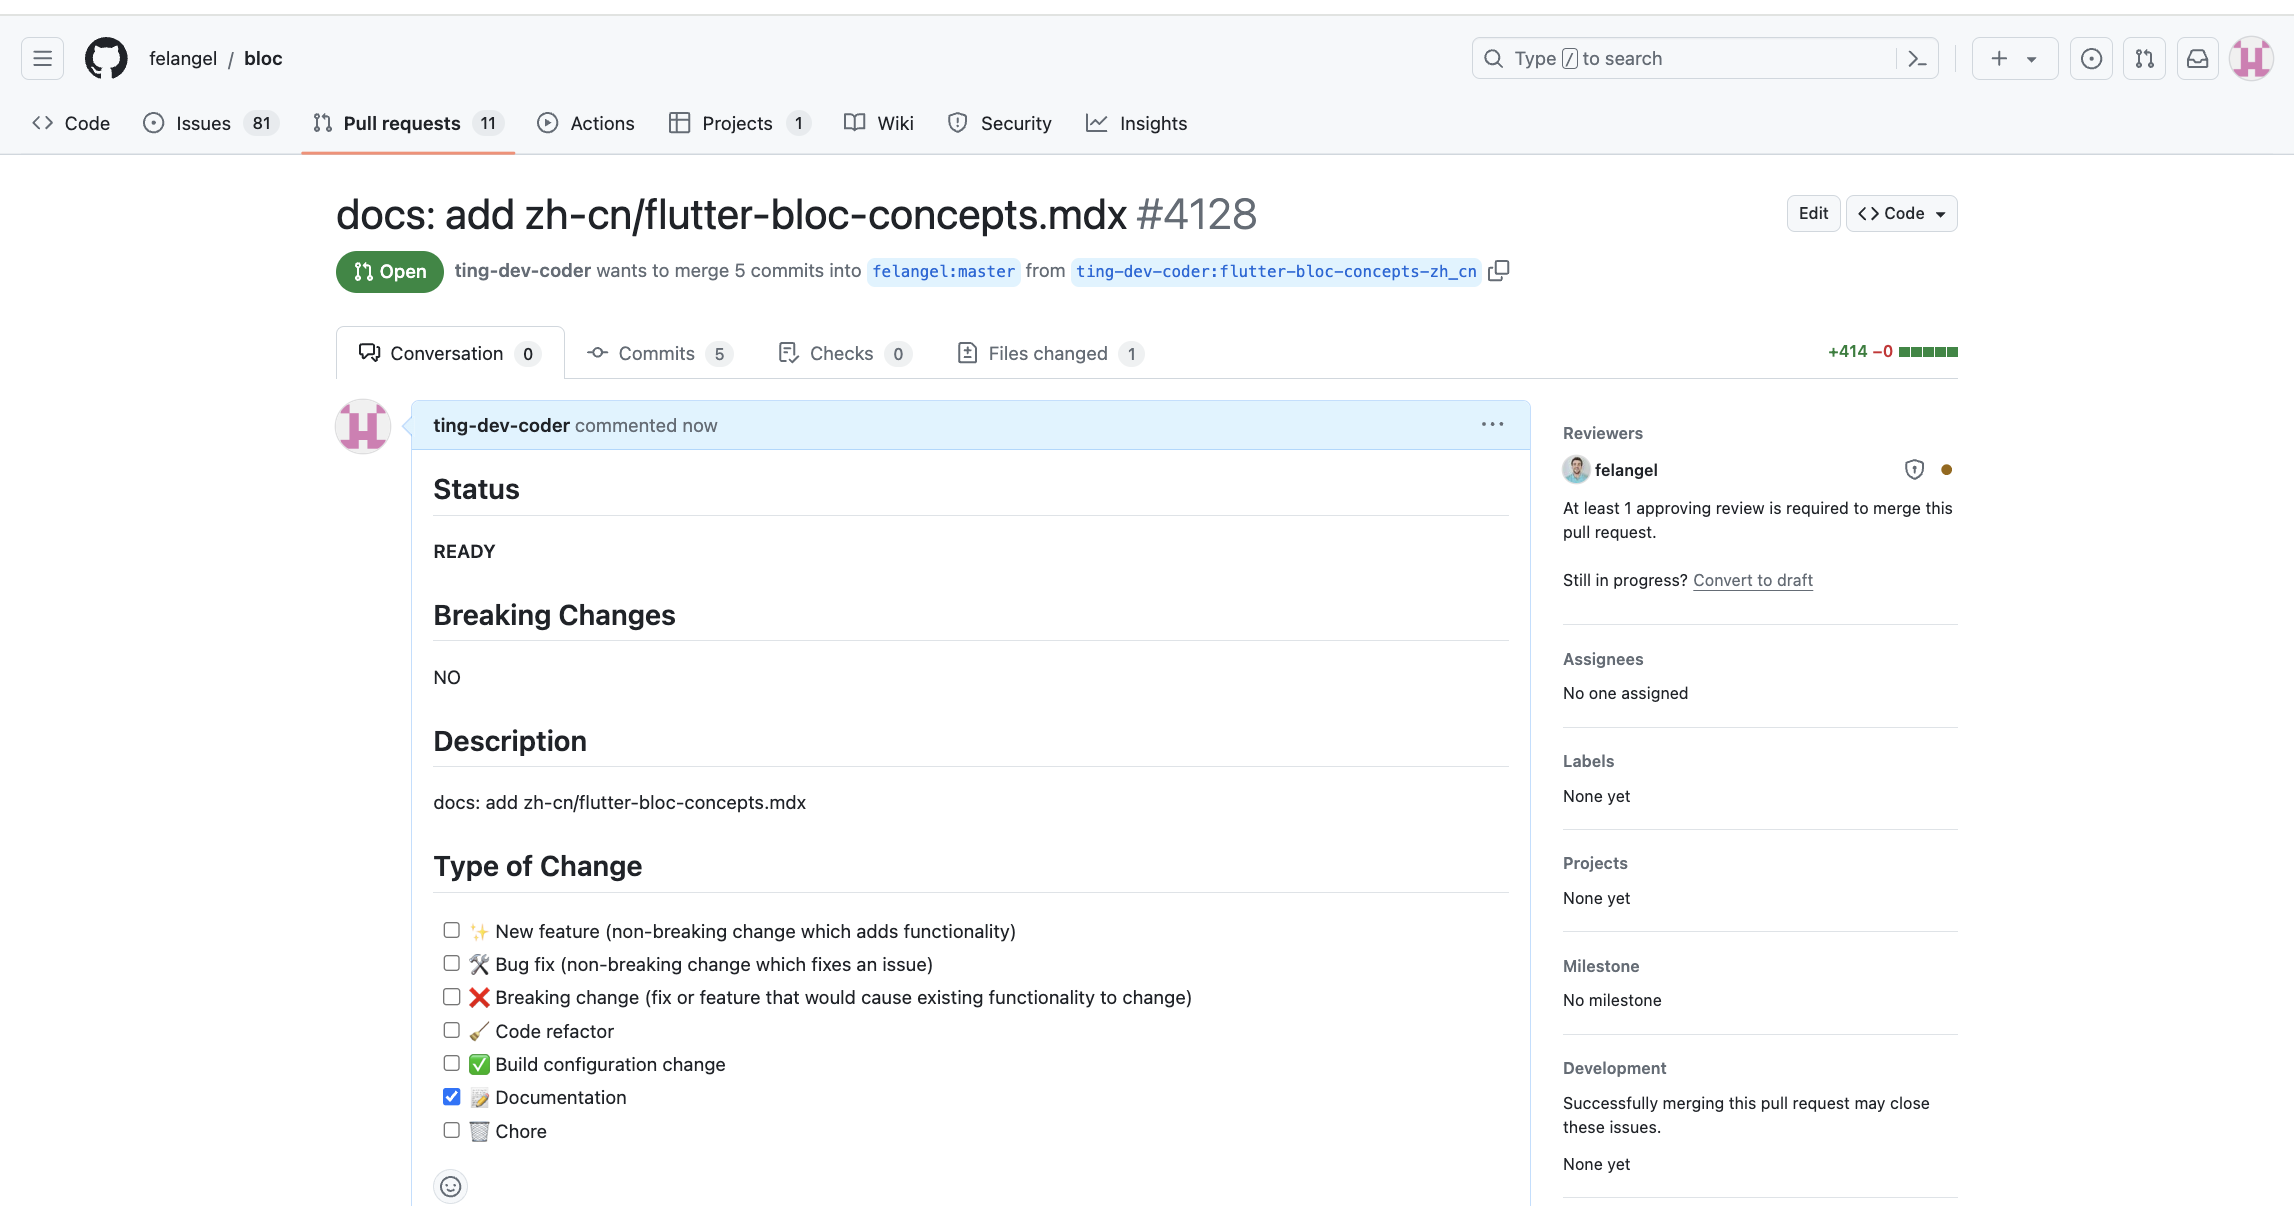 felangel / bloc
Type / to search
Code
Issues 81
Pull requests 11
Actions
Projects 1
Wiki
Security
Insights
docs: add zh-cn/flutter-bloc-concepts.mdx #4128
Edit
Code
Open
ting-dev-coder wants to merge 5 commits into felangel:master from ting-dev-coder:flutter-bloc-concepts-zh_cn
Conversation 0
Commits 5
Checks 0
Files changed 1
+414 −0
ting-dev-coder commented now
Status
READY
Breaking Changes
NO
Description
docs: add zh-cn/flutter-bloc-concepts.mdx
Type of Change
✨ New feature (non-breaking change which adds functionality)
🛠️ Bug fix (non-breaking change which fixes an issue)
❌ Breaking change (fix or feature that would cause existing functionality to change)
🧹 Code refactor
✅ Build configuration change
📝 Documentation
🗑️ Chore
Reviewers
felangel
At least 1 approving review is required to merge this
pull request.
Still in progress? Convert to draft
Assignees
No one assigned
Labels
None yet
Projects
None yet
Milestone
No milestone
Development
Successfully merging this pull request may close
these issues.
None yet